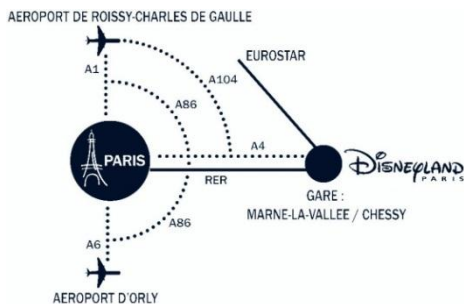 AEROPORT DE ROISSY-CHARLES DE GAULLE
EUROSTAR
A1
A104
A86
PARIS
A4
DISNEYLAND
PARIS
RER
GARE :
MARNE-LA-VALLEE / CHESSY
A86
A6
AEROPORT D'ORLY